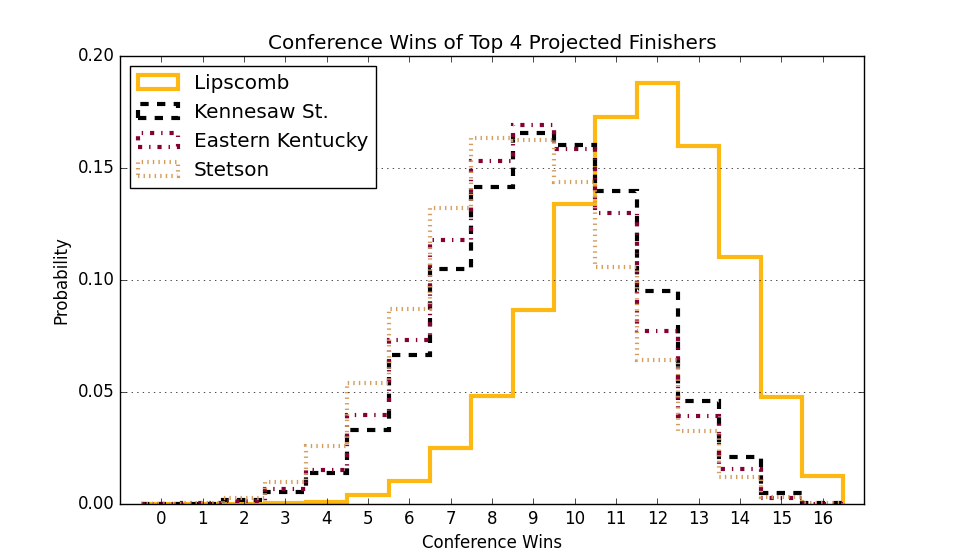 Conference Wins of Top 4 Projected Finishers
0.20
0.15
0.10
0.05
0.00
Probability
Lipscomb
Kennesaw St.
Eastern Kentucky
Stetson
0 1 2 3 4 5 6 7 8 9 10 11 12 13 14 15 16
Conference Wins